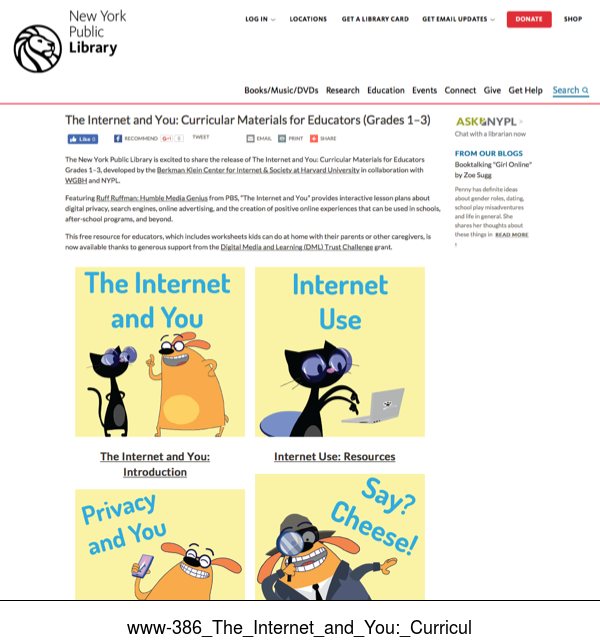 New York
Public
Library
LOG IN
LOCATIONS
GET A LIBRARY CARD
GET EMAIL UPDATES
DONATE
SHOP
Books/Music/DVDs Research Education Events Connect Give Get Help Search
The Internet and You: Curricular Materials for Educators (Grades 1–3)
Like 0
RECOMMEND
TWEET
EMAIL
PRINT
SHARE
The New York Public Library is excited to share the release of The Internet and You: Curricular Materials for Educators
Grades 1–3, developed by the Berkman Klein Center for Internet & Society at Harvard University in collaboration with
WGBH and NYPL.
Featuring Ruff Ruffman: Humble Media Genius from PBS, "The Internet and You" provides interactive lesson plans about
digital privacy, search engines, online advertising, and the creation of positive online experiences that can be used in schools,
after-school programs, and beyond.
This free resource for educators, which includes worksheets kids can do at home with their parents or other caregivers, is
now available thanks to generous support from the Digital Media and Learning (DML) Trust Challenge grant.
ASK NYPL
Chat with a librarian now
FROM OUR BLOGS
Booktalking "Girl Online"
by Zoe Sugg
Penny has definite ideas
about gender roles, dating,
school play misadventures
and life in general. She
shares her thoughts about
these things in READ MORE
The Internet
and You
Internet
Use
The Internet and You:
Introduction
Internet Use: Resources
Privacy
and You
Say?
Cheese!
www-386_The_Internet_and_You:_Curricul